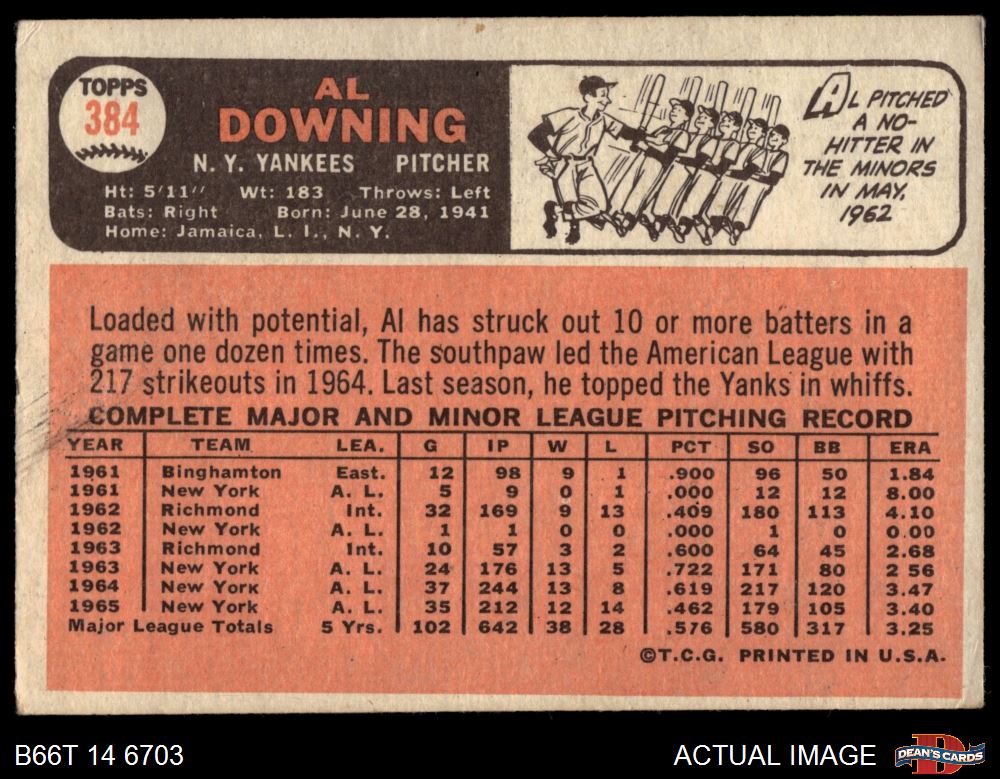 TOPPS
384
AL
DOWNING
N. Y. YANKEES PITCHER
Ht: 5'11" Wt: 183 Throws: Left
Bats: Right Born: June 28, 1941
Home: Jamaica, L. I., N. Y.
AL PITCHED
A NO-
HITTER IN
THE MINORS
IN MAY,
1962
Loaded with potential, Al has struck out 10 or more batters in a
game one dozen times. The southpaw led the American League with
217 strikeouts in 1964. Last season, he topped the Yanks in whiffs.
COMPLETE MAJOR AND MINOR LEAGUE PITCHING RECORD
YEAR TEAM LEA. G IP W L PCT SO BB ERA
1961 Binghamton East. 12 98 9 1 .900 96 50 1.84
1961 New York A. L. 5 9 0 1 .000 12 12 8.00
1962 Richmond Int. 32 169 9 13 .409 180 113 4.10
1962 New York A. L. 1 1 0 0 .000 1 0 0.00
1963 Richmond Int. 10 57 3 2 .600 64 45 2.68
1963 New York A. L. 24 176 13 5 .722 171 80 2 56
1964 New York A. L. 37 244 13 8 .619 217 120 3.47
1965 New York A. L. 35 212 12 14 .462 179 105 3.40
Major League Totals 5 Yrs. 102 642 38 28 .576 580 317 3.25
©T.C.G. PRINTED IN U.S.A.
B66T 14 6703
ACTUAL IMAGE
DEAN'S CARDS